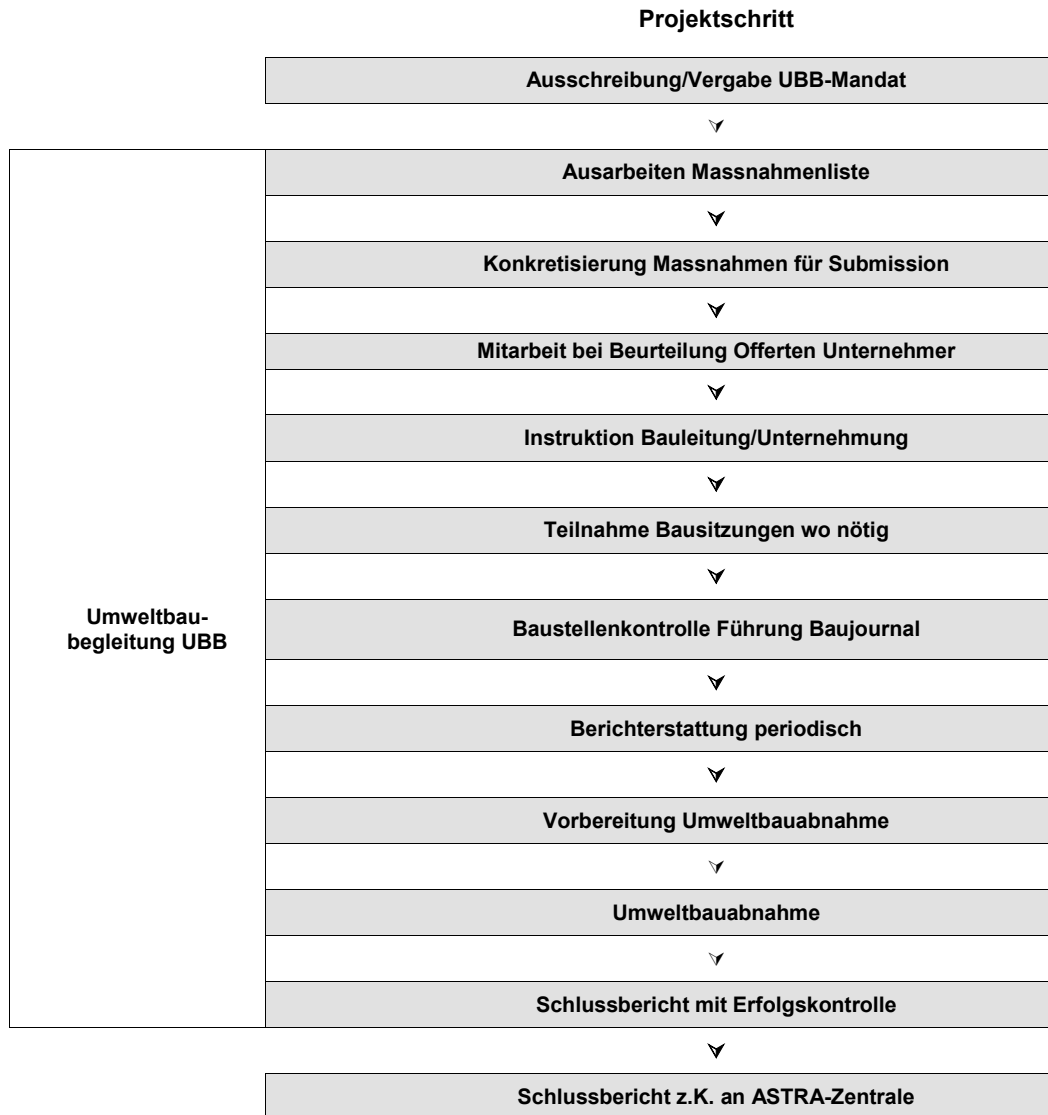 Projektschritt
Ausschreibung/Vergabe UBB-Mandat
Ausarbeiten Massnahmenliste
Konkretisierung Massnahmen für Submission
Mitarbeit bei Beurteilung Offerten Unternehmer
Instruktion Bauleitung/Unternehmung
Teilnahme Bausitzungen wo nötig
Umweltbau-
begleitung UBB
Baustellenkontrolle Führung Baujournal
Berichterstattung periodisch
Vorbereitung Umweltbauabnahme
Umweltbauabnahme
Schlussbericht mit Erfolgskontrolle
Schlussbericht z.K. an ASTRA-Zentrale